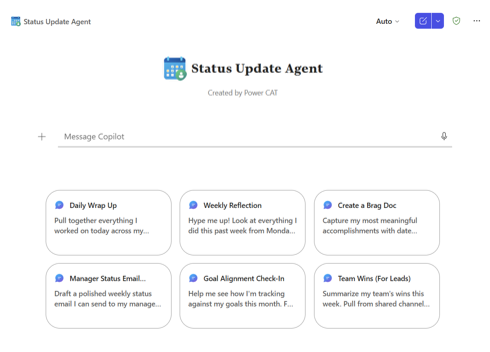 Status Update Agent
Auto
Status Update Agent
Created by Power CAT
Message Copilot
Daily Wrap Up
Pull together everything I
worked on today across my...
Weekly Reflection
Hype me up! Look at everything I
did this past week from Monda...
Create a Brag Doc
Capture my most meaningful
accomplishments with date...
Manager Status Email...
Draft a polished weekly status
email I can send to my manage...
Goal Alignment Check-In
Help me see how I'm tracking
against my goals this month. F...
Team Wins (For Leads)
Summarize my team's wins this
week. Pull from shared channel...